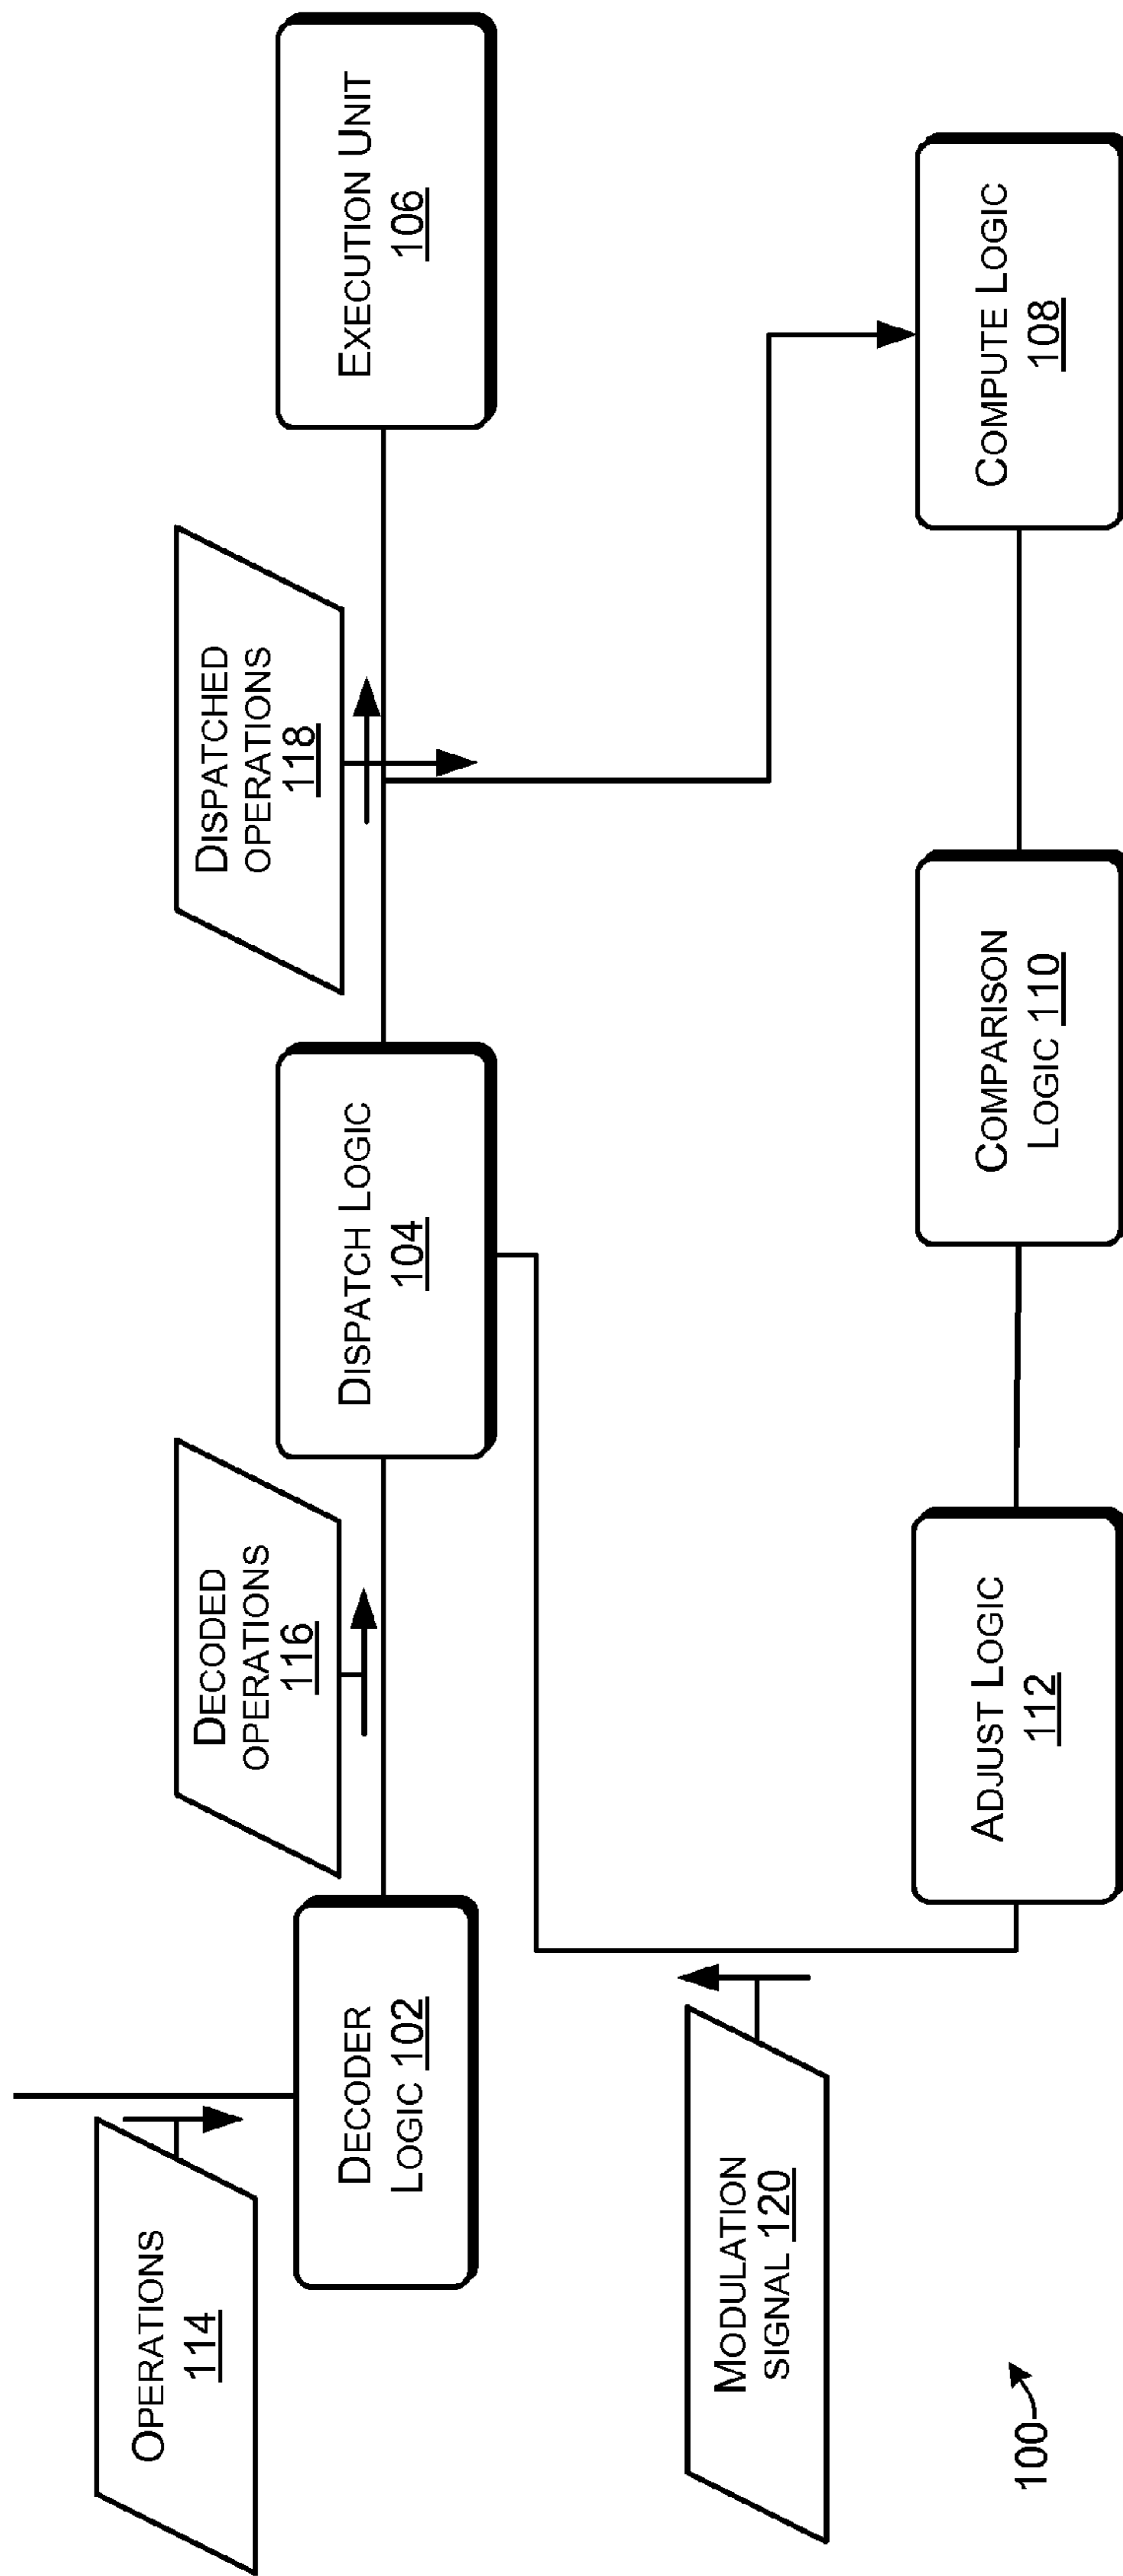 OPERATIONS
114
DECODER
LOGIC 102
DECODED
OPERATIONS
116
DISPATCH LOGIC
104
DISPATCHED
OPERATIONS
118
EXECUTION UNIT
106
MODULATION
SIGNAL 120
ADJUST LOGIC
112
COMPARISON
LOGIC 110
COMPUTE LOGIC
108
100